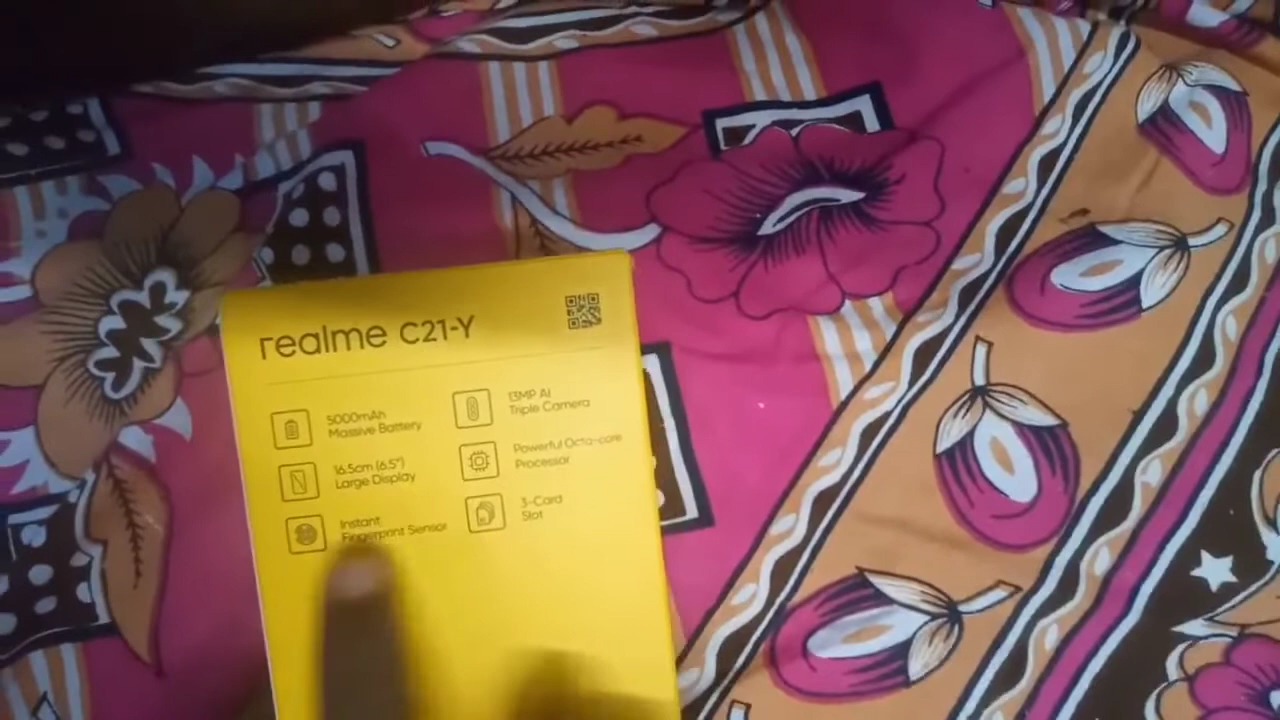 realme C21-Y
5000mAh
Massive Battery
13MP AI
Triple Camera
16.5cm (6.5")
Large Display
Powerful Octa-core
Processor
Instant
Fingerprint Sensor
3-Card
Slot